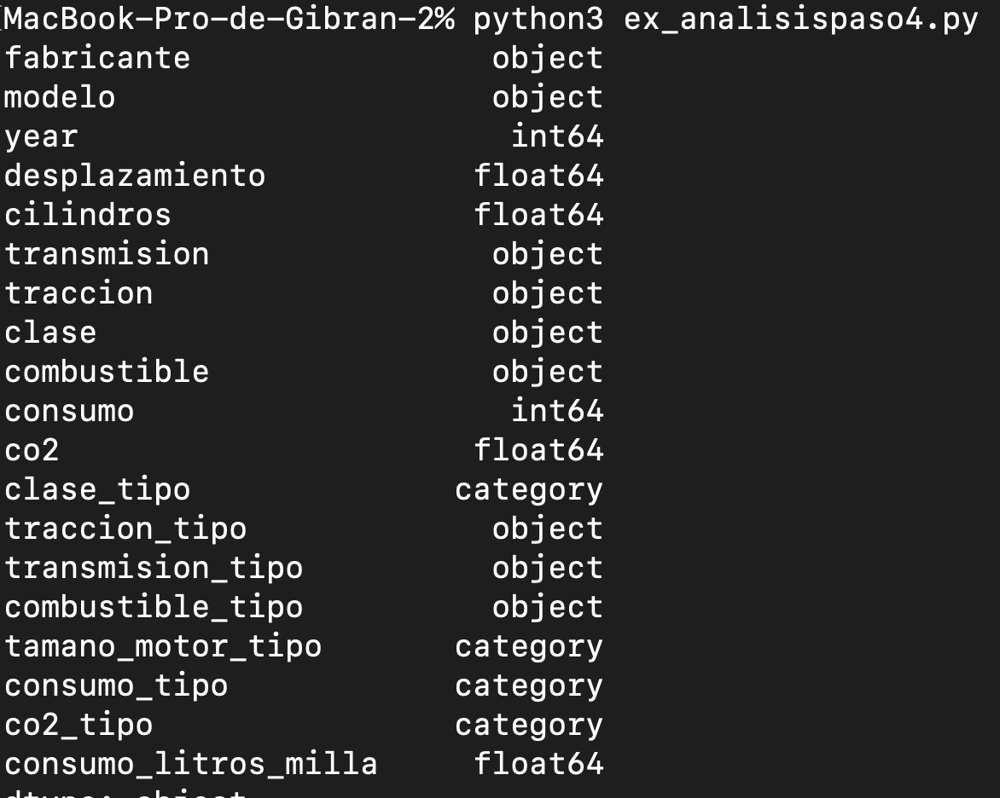 MacBook-Pro-de-Gibran-2% python3 ex_analisispaso4.py
fabricante object
modelo object
year int64
desplazamiento float64
cilindros float64
transmision object
traccion object
clase object
combustible object
consumo int64
co2 float64
clase_tipo category
traccion_tipo object
transmision_tipo object
combustible_tipo object
tamano_motor_tipo category
consumo_tipo category
co2_tipo category
consumo_litros_milla float64
dtype: object